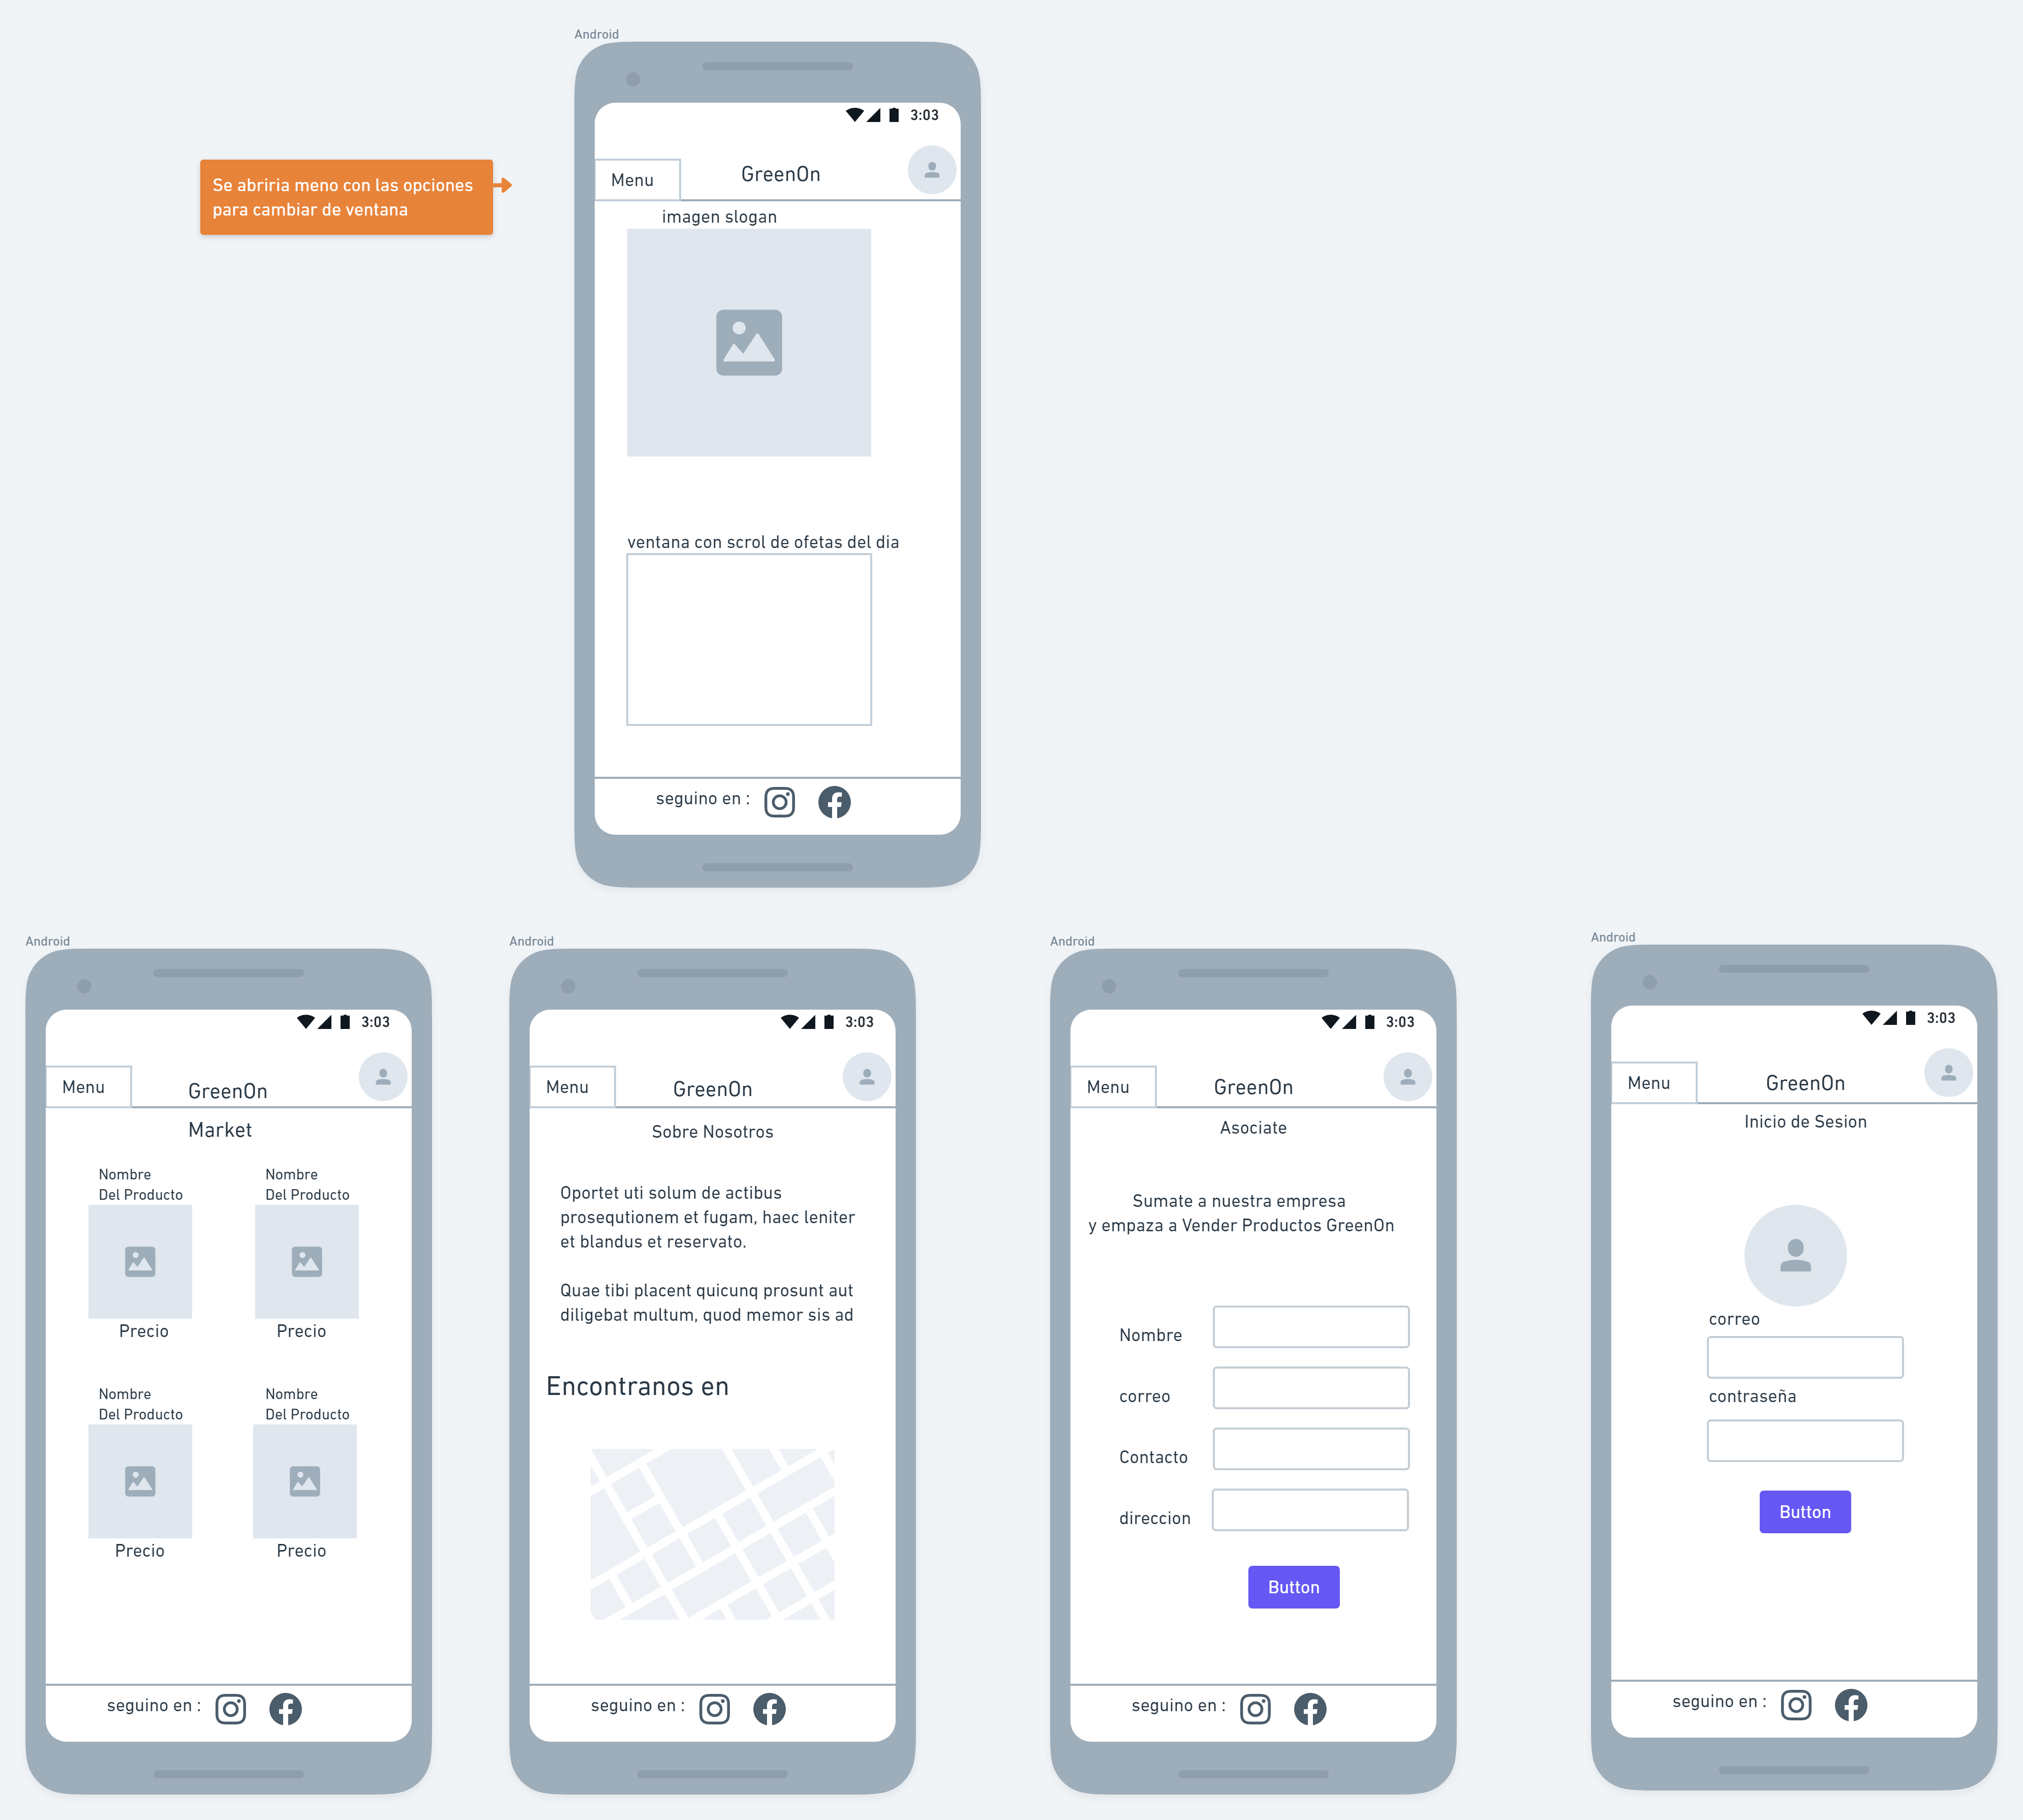 Android
3:03
Se abriria meno con las opciones
para cambiar de ventana
Menu
GreenOn
imagen slogan
ventana con scrol de ofetas del dia
seguino en :
Android
3:03
Menu
GreenOn
Market
Nombre
Del Producto
Nombre
Del Producto
Precio
Precio
Nombre
Del Producto
Nombre
Del Producto
Precio
Precio
seguino en :
Android
3:03
Menu
GreenOn
Sobre Nosotros
Oportet uti solum de actibus
prosequtionem et fugam, haec leniter
et blandus et reservato.
Quae tibi placent quicunq prosunt aut
diligebat multum, quod memor sis ad
Encontranos en
seguino en :
Android
3:03
Menu
GreenOn
Asociate
Sumate a nuestra empresa
y empaza a Vender Productos GreenOn
Nombre
correo
Contacto
direccion
Button
seguino en :
Android
3:03
Menu
GreenOn
Inicio de Sesion
correo
contraseña
Button
seguino en :